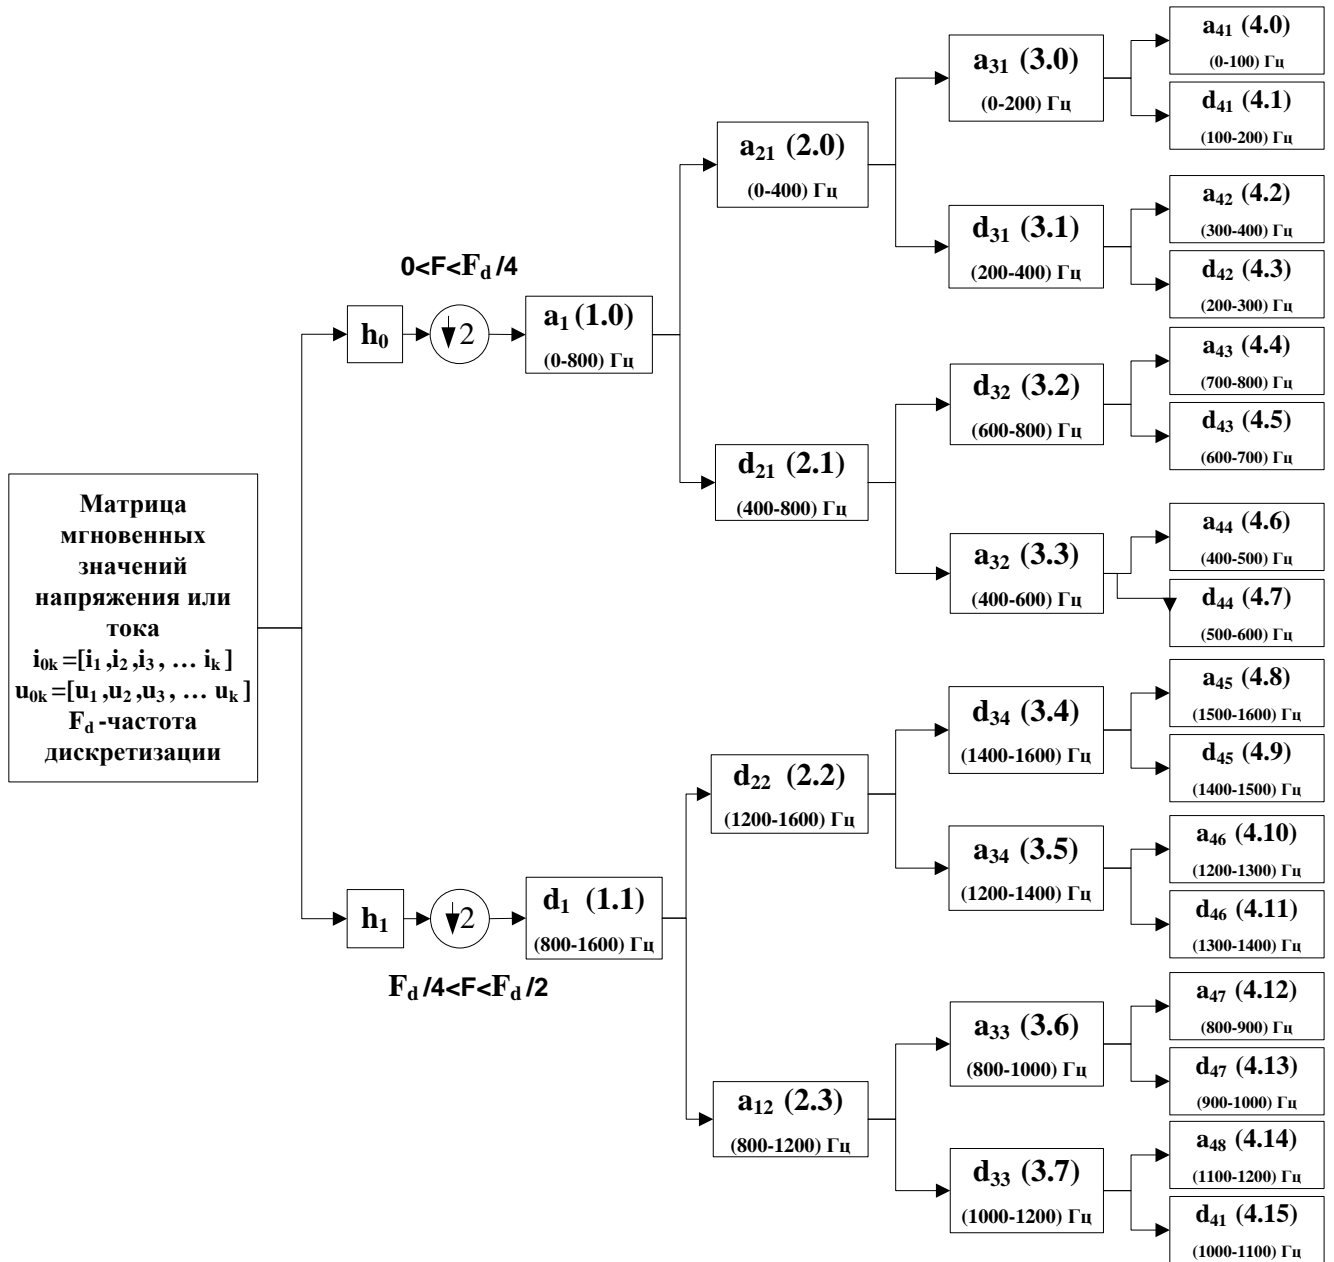 Матрица
мгновенных
значений
напряжения или
тока
i₀ₖ=[i₁,i₂,i₃, … iₖ]
u₀ₖ=[u₁,u₂,u₃, … uₖ]
F_d -частота
дискретизации
0<F<F_d /4
h₀
2
a₁ (1.0)
(0-800) Гц
h₁
2
F_d /4<F<F_d /2
d₁ (1.1)
(800-1600) Гц
a₂₁ (2.0)
(0-400) Гц
d₂₁ (2.1)
(400-800) Гц
d₂₂ (2.2)
(1200-1600) Гц
a₁₂ (2.3)
(800-1200) Гц
a₃₁ (3.0)
(0-200) Гц
d₃₁ (3.1)
(200-400) Гц
d₃₂ (3.2)
(600-800) Гц
a₃₂ (3.3)
(400-600) Гц
d₃₄ (3.4)
(1400-1600) Гц
a₃₄ (3.5)
(1200-1400) Гц
a₃₃ (3.6)
(800-1000) Гц
d₃₃ (3.7)
(1000-1200) Гц
a₄₁ (4.0)
(0-100) Гц
d₄₁ (4.1)
(100-200) Гц
a₄₂ (4.2)
(300-400) Гц
d₄₂ (4.3)
(200-300) Гц
a₄₃ (4.4)
(700-800) Гц
d₄₃ (4.5)
(600-700) Гц
a₄₄ (4.6)
(400-500) Гц
d₄₄ (4.7)
(500-600) Гц
a₄₅ (4.8)
(1500-1600) Гц
d₄₅ (4.9)
(1400-1500) Гц
a₄₆ (4.10)
(1200-1300) Гц
d₄₆ (4.11)
(1300-1400) Гц
a₄₇ (4.12)
(800-900) Гц
d₄₇ (4.13)
(900-1000) Гц
a₄₈ (4.14)
(1100-1200) Гц
d₄₁ (4.15)
(1000-1100) Гц